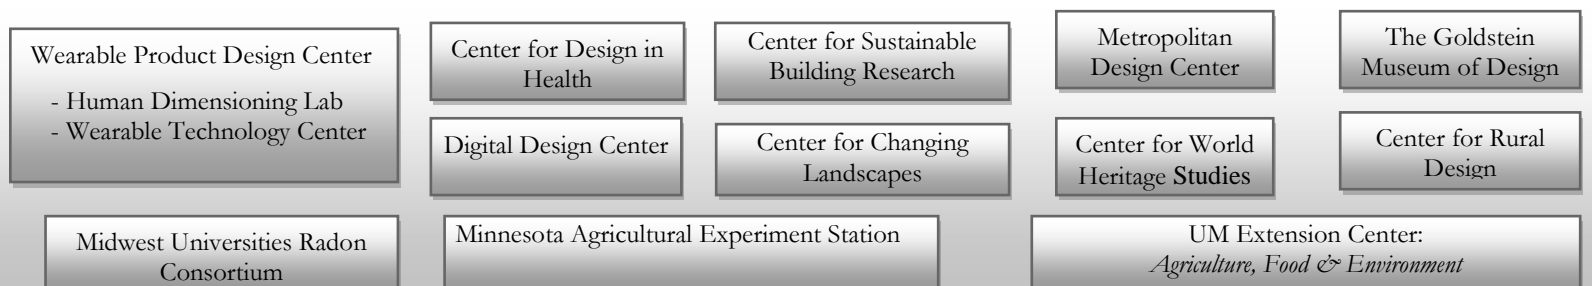 Wearable Product Design Center
- Human Dimensioning Lab
- Wearable Technology Center
Center for Design in
Health
Center for Sustainable
Building Research
Metropolitan
Design Center
The Goldstein
Museum of Design
Digital Design Center
Center for Changing
Landscapes
Center for World
Heritage Studies
Center for Rural
Design
Midwest Universities Radon
Consortium
Minnesota Agricultural Experiment Station
UM Extension Center:
Agriculture, Food & Environment